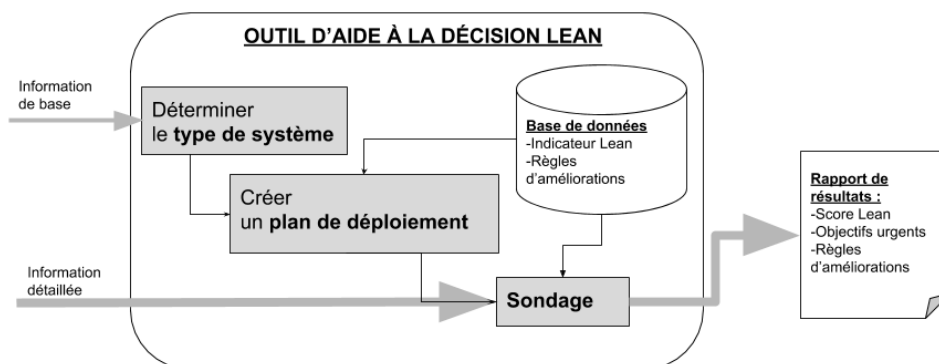 OUTIL D'AIDE À LA DÉCISION LEAN
Information
de base
Déterminer
le type de système
Base de données
-Indicateur Lean
-Règles
d'améliorations
Créer
un plan de déploiement
Rapport de
résultats :
-Score Lean
-Objectifs urgents
-Règles
d'améliorations
Information
détaillée
Sondage